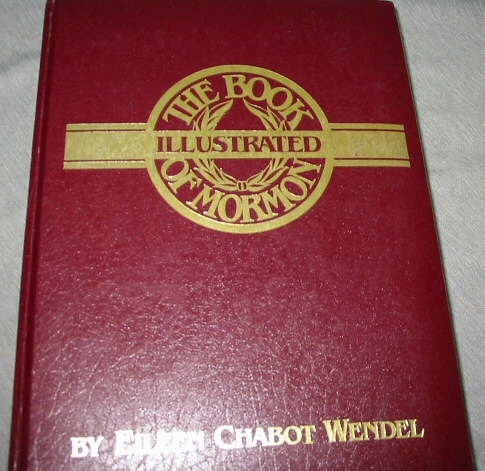 THE BOOK
ILLUSTRATED
OF MORMON
BY EILEEN CHABOT WENDEL